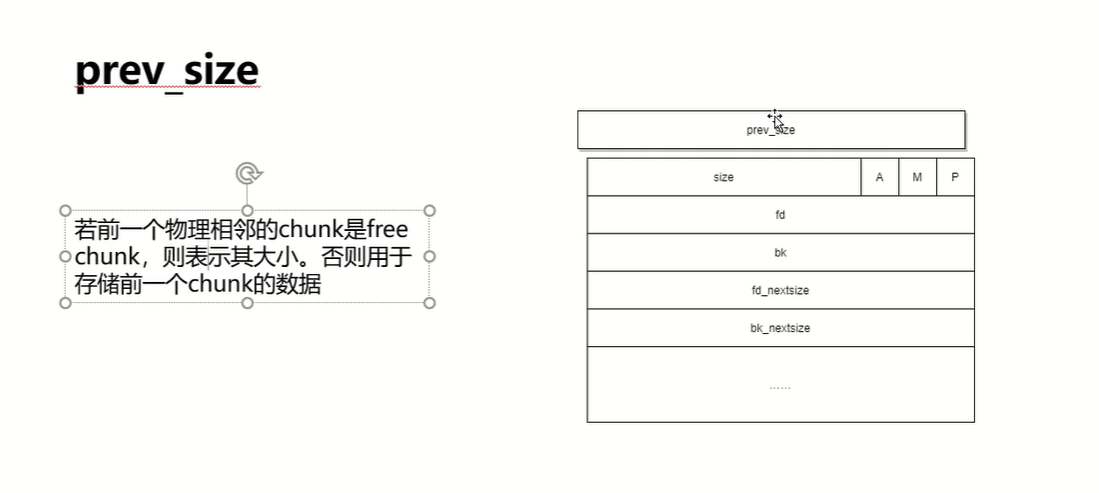 prev_size
若前一个物理相邻的chunk是free
chunk，则表示其大小。否则用于
存储前一个chunk的数据
prev_size
size A M P
fd
bk
fd_nextsize
bk_nextsize
......